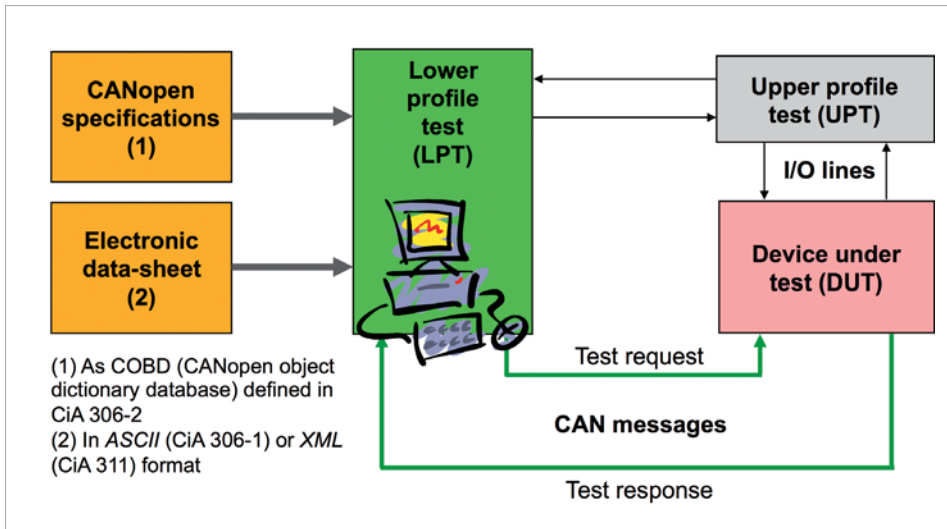 CANopen
specifications
(1)
Electronic
data-sheet
(2)
(1) As COBD (CANopen object
dictionary database) defined in
CiA 306-2
(2) In ASCII (CiA 306-1) or XML
(CiA 311) format
Lower
profile
test
(LPT)
Upper profile
test (UPT)
I/O lines
Device under
test (DUT)
Test request
CAN messages
Test response